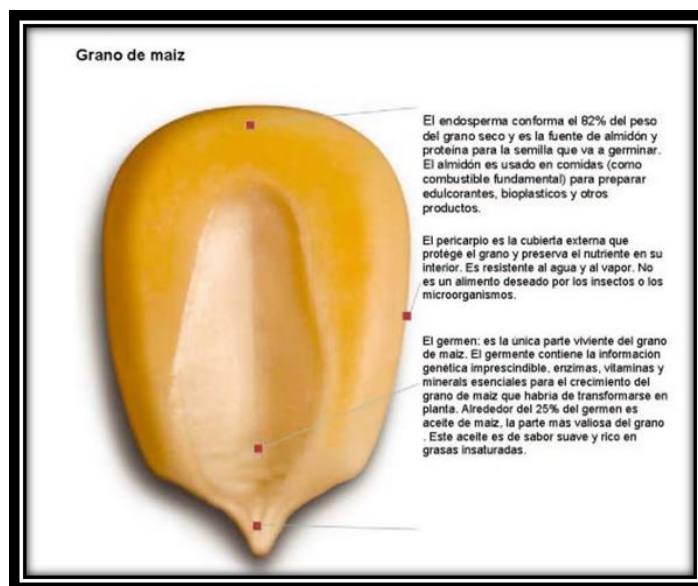 Grano de maiz
El endosperma conforma el 82% del peso
del grano seco y es la fuente de almidón y
proteína para la semilla que va a germinar.
El almidón es usado en comidas (como
combustible fundamental) para preparar
edulcorantes, bioplasticos y otros
productos.
El pericarpio es la cubierta externa que
protege el grano y preserva el nutriente en su
interior. Es resistente al agua y al vapor. No
es un alimento deseado por los insectos o los
microorganismos.
El germen: es la única parte viviente del grano
de maiz. El germente contiene la información
genética imprescindible, enzimas, vitaminas y
minerals esenciales para el crecimiento del
grano de maiz que habria de transformarse en
planta. Alrededor del 25% del germen es
aceite de maiz, la parte mas valiosa del grano
. Este aceite es de sabor suave y rico en
grasas insaturadas.